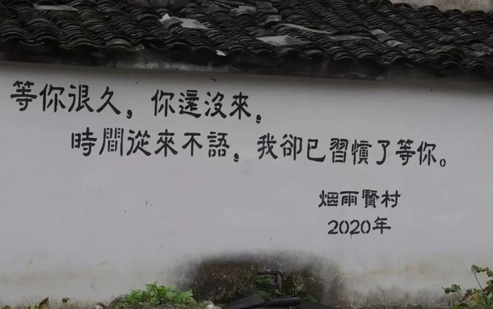 等你很久，你還沒來，
時間從來不語，我卻已習慣了等你。
烟雨賢村
2020年